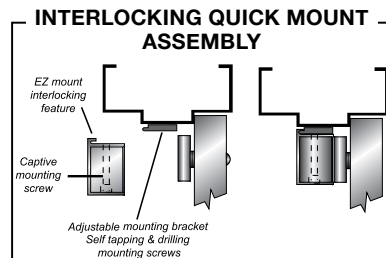 INTERLOCKING QUICK MOUNT
ASSEMBLY
EZ mount
interlocking
feature
Captive
mounting
screw
Adjustable mounting bracket
Self tapping & drilling
mounting screws